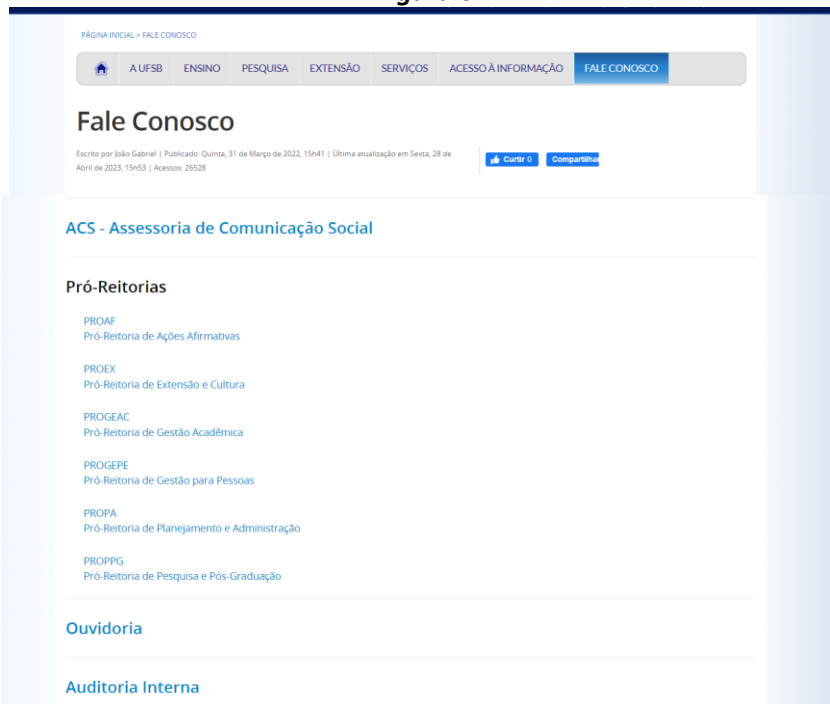 PÁGINA INICIAL > FALE CONOSCO
A UFSB ENSINO PESQUISA EXTENSÃO SERVIÇOS ACESSO À INFORMAÇÃO FALE CONOSCO
Fale Conosco
Escrito por João Gabriel | Publicado: Quinta, 31 de Março de 2022, 15h41 | Última atualização em Sexta, 28 de
Abril de 2023, 15h53 | Acessos: 26528
Curtir 0 Compartilhar
ACS - Assessoria de Comunicação Social
Pró-Reitorias
PROAF
Pró-Reitoria de Ações Afirmativas
PROEX
Pró-Reitoria de Extensão e Cultura
PROGEAC
Pró-Reitoria de Gestão Acadêmica
PROGEPE
Pró-Reitoria de Gestão para Pessoas
PROPA
Pró-Reitoria de Planejamento e Administração
PROPPG
Pró-Reitoria de Pesquisa e Pós-Graduação
Ouvidoria
Auditoria Interna